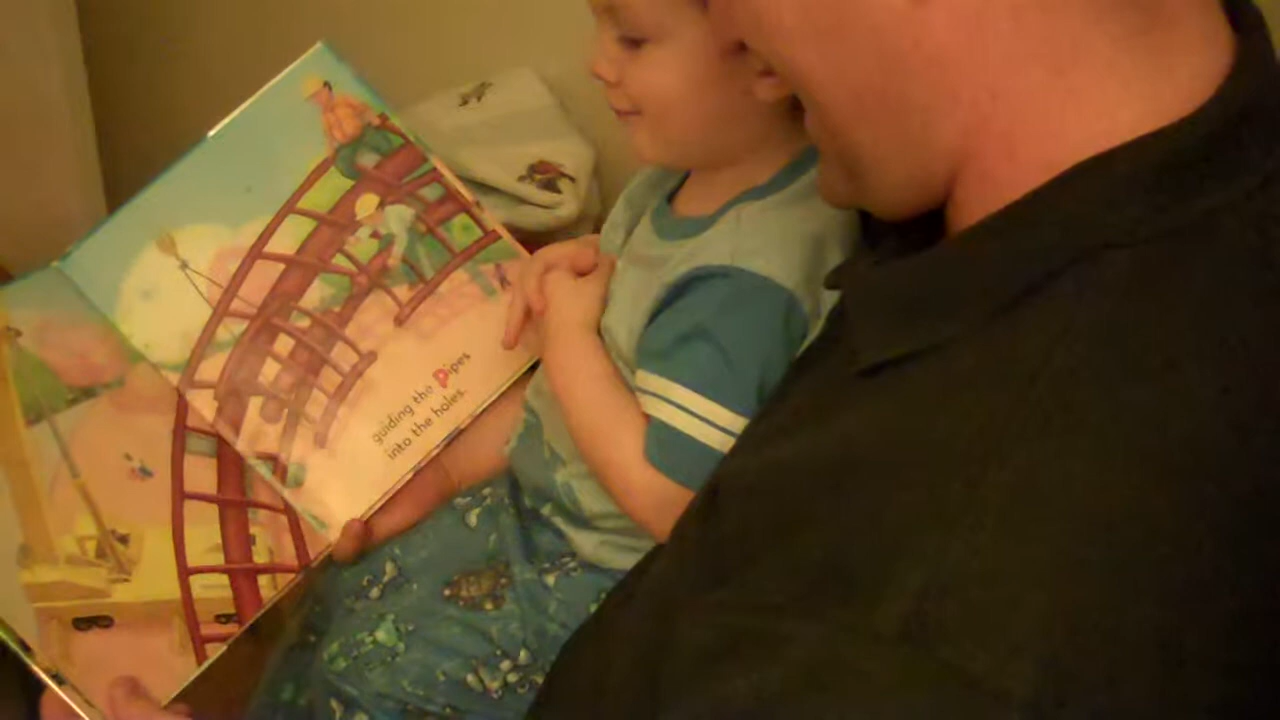 guiding the pipes
into the holes.